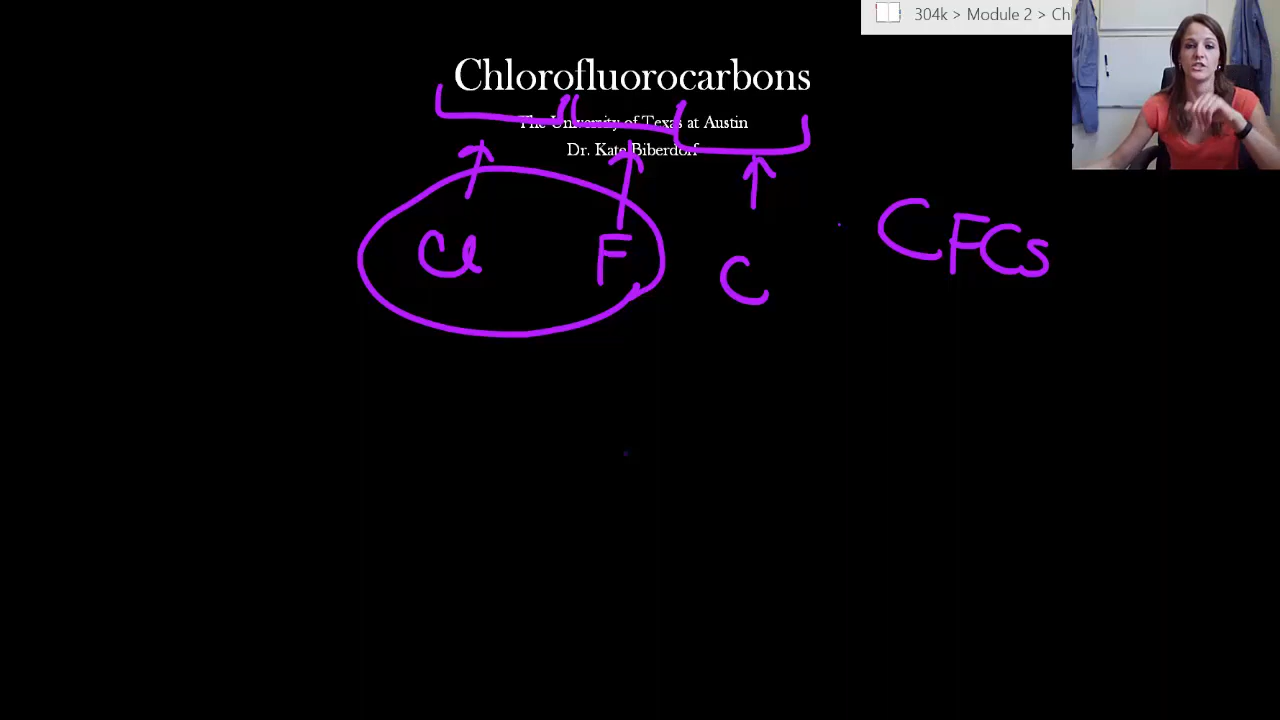 304k > Module 2 > Ch
Chlorofluorocarbons
The University of Texas at Austin
Dr. Kate Biberdorf
Cl F C CFCs